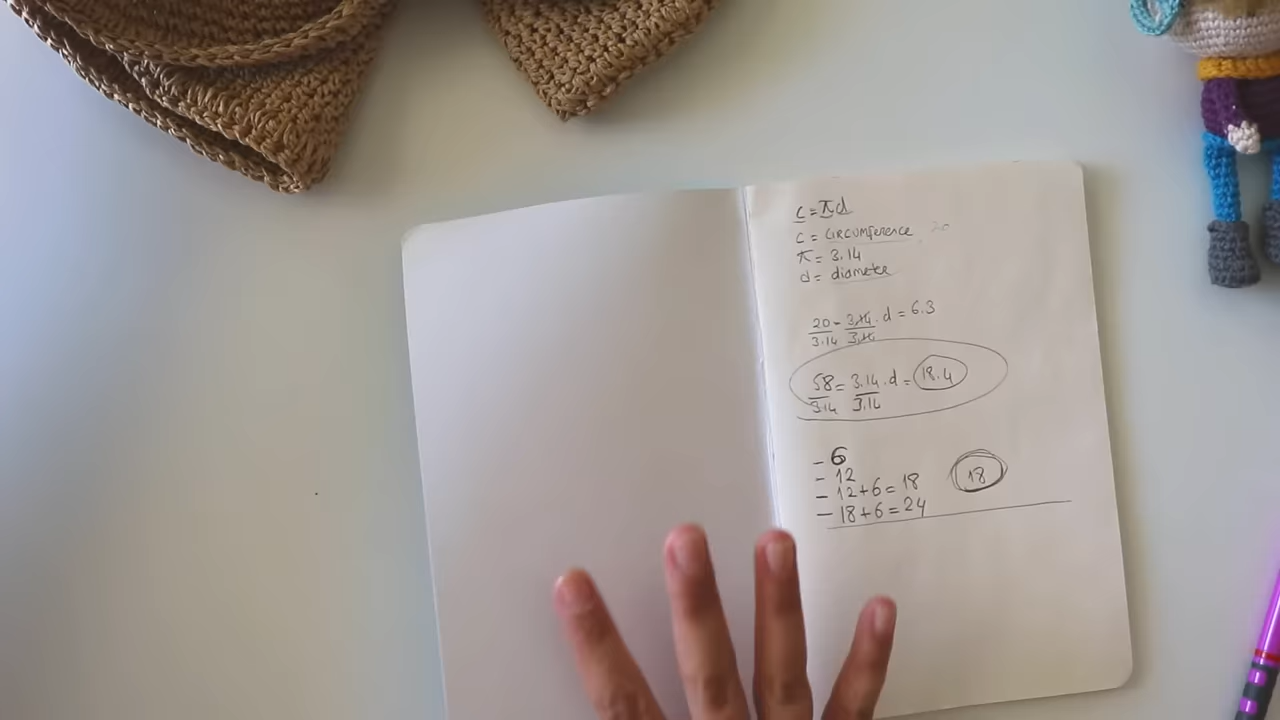 C = πd
C = CIRCUMference 20
π = 3.14
d = diameter
20/3.14 = 3.14/3.14 . d = 6.3
58/3.14 = 3.14/3.14 . d = 18.4
- 6
- 12
- 12+6 = 18
- 18+6 = 24
18